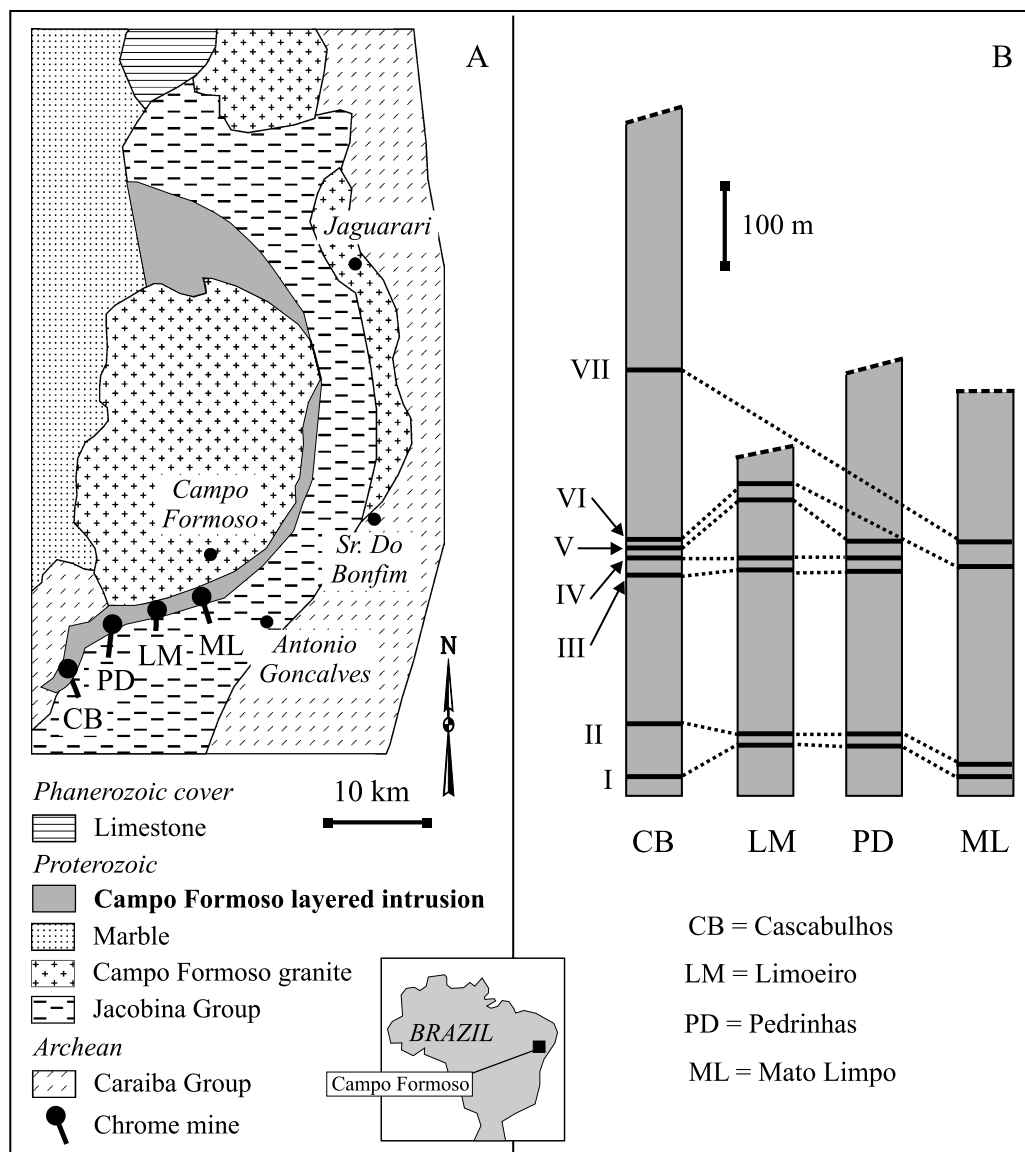 A
Jaguarari
Campo
Formoso
Sr. Do
Bonfim
Antonio
Goncalves
ML
LM
PD
CB
N
10 km
Phanerozoic cover
Limestone
Proterozoic
Campo Formoso layered intrusion
Marble
Campo Formoso granite
Jacobina Group
Archean
Caraiba Group
Chrome mine
BRAZIL
Campo Formoso
B
100 m
VII
VI
V
IV
III
II
I
CB LM PD ML
CB = Cascabulhos
LM = Limoeiro
PD = Pedrinhas
ML = Mato Limpo